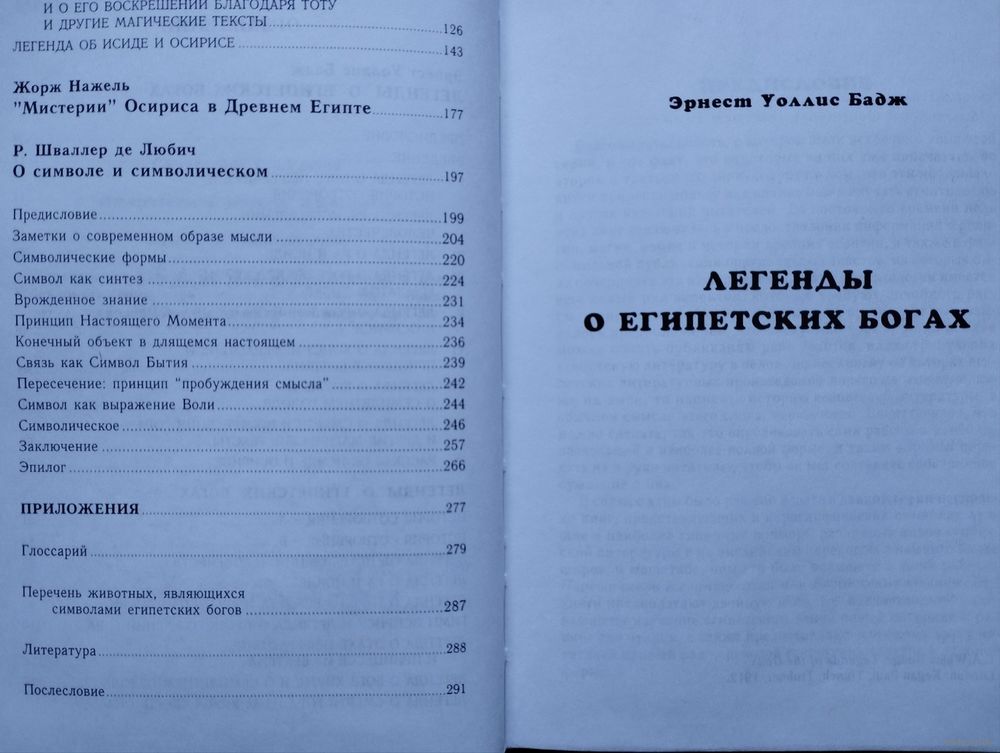 И О ЕГО ВОСКРЕШЕНИИ БЛАГОДАРЯ ТОТУ
И ДРУГИЕ МАГИЧЕСКИЕ ТЕКСТЫ 126
ЛЕГЕНДА ОБ ИСИДЕ И ОСИРИСЕ 143
Жорж Нажель
"Мистерии" Осириса в Древнем Египте 177
Р. Шваллер де Любич
О символе и символическом 197
Предисловие 199
Заметки о современном образе мысли 204
Символические формы 220
Символ как синтез 224
Врожденное знание 231
Принцип Настоящего Момента 234
Конечный объект в длящемся настоящем 236
Связь как Символ Бытия 239
Пересечение: принцип "пробуждения смысла" 242
Символ как выражение Воли 244
Символическое 246
Заключение 257
Эпилог 266
ПРИЛОЖЕНИЯ 277
Глоссарий 279
Перечень животных, являющихся
символами египетских богов 287
Литература 288
Послесловие 291
Эрнест Уоллис Бадж
ЛЕГЕНДЫ
О ЕГИПЕТСКИХ БОГАХ